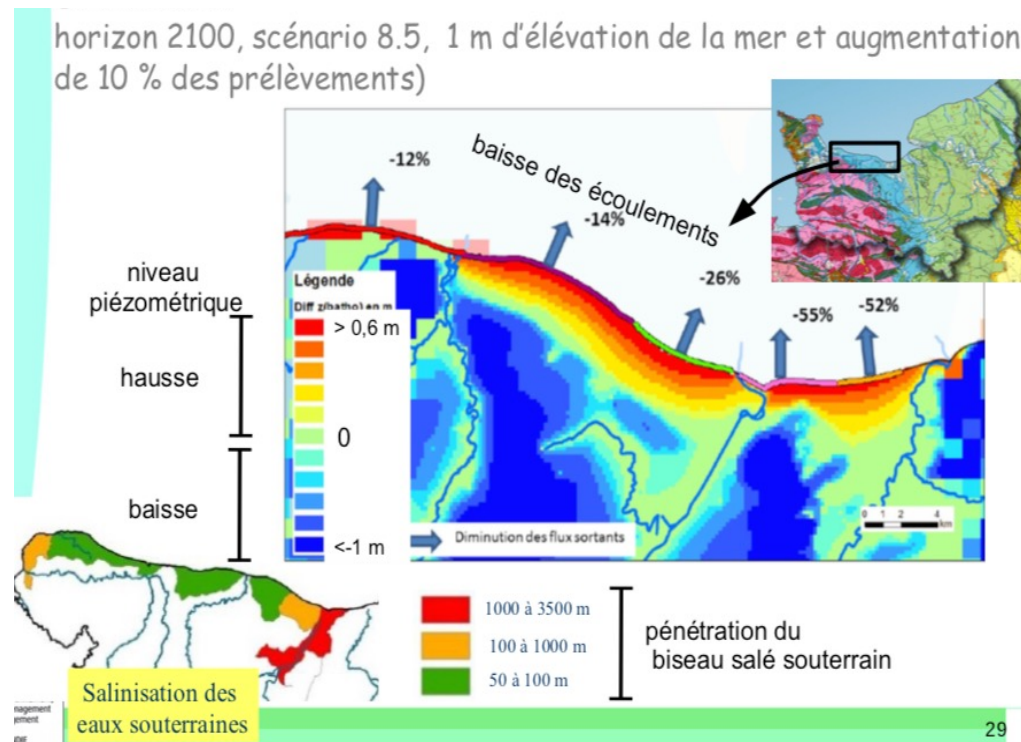 horizon 2100, scénario 8.5, 1 m d'élévation de la mer et augmentation
de 10 % des prélèvements)
baisse des écoulements
-12%
-14%
-26%
-55%
-52%
niveau
piézométrique
hausse
baisse
Légende
Diff z(batho) en m
> 0,6 m
0
<-1 m
Diminution des flux sortants
0 1 2 4
km
1000 à 3500 m
100 à 1000 m
50 à 100 m
pénétration du
biseau salé souterrain
Salinisation des
eaux souterraines
29